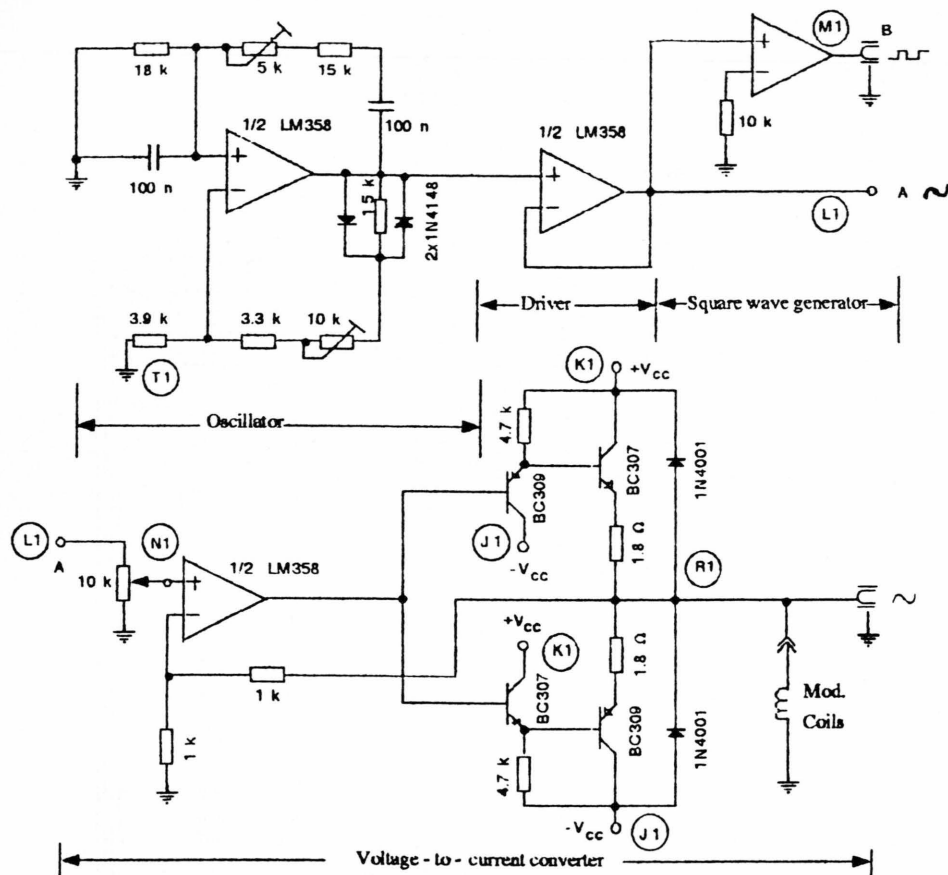 M1
B
18 k
5 k
15 k
100 n
1/2 LM358
1/2 LM358
10 k
100 n
1.5 k
2x1N4148
L1
A
Driver
Square wave generator
3.9 k
3.3 k
10 k
T1
K1
+Vcc
Oscillator
4.7 k
BC309
BC307
1N4001
J1
-Vcc
1.8 Ω
L1
A
N1
R1
10 k
1/2 LM358
+Vcc
K1
1.8 Ω
1 k
BC307
BC309
1N4001
Mod.
Coils
1 k
4.7 k
-Vcc
J1
Voltage - to - current converter